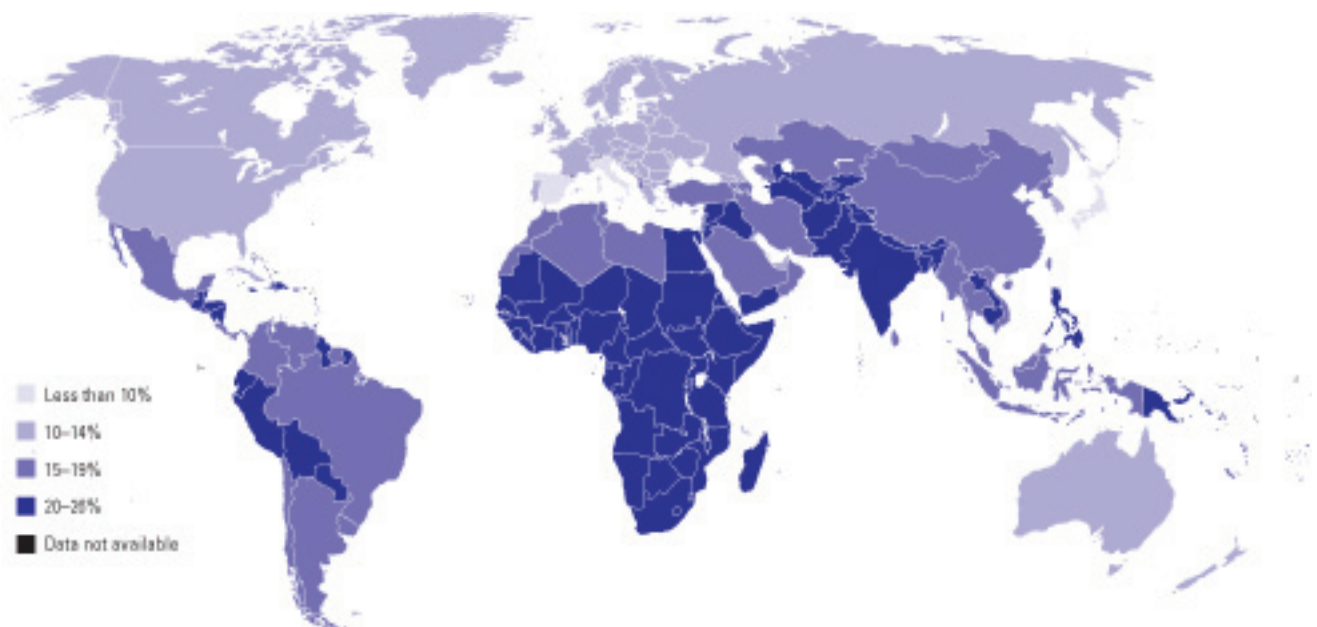 Less than 10%
10–14%
15–19%
20–26%
Data not available